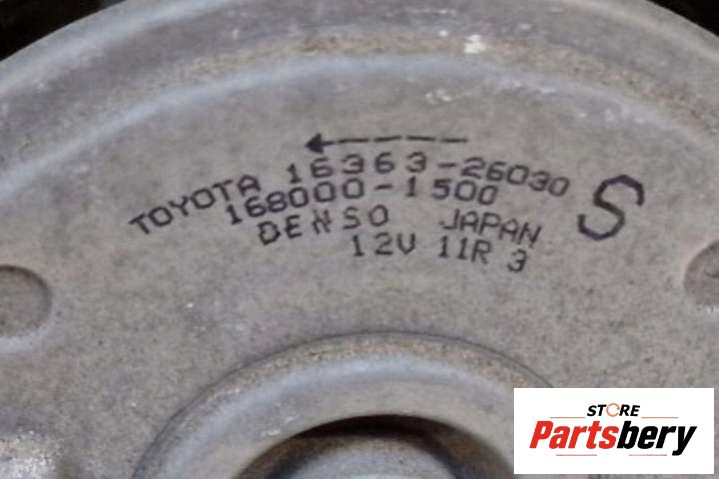 TOYOTA 16363-26030
168000-1500
DENSO JAPAN
12V 11R 3
S
STORE
Partsbery